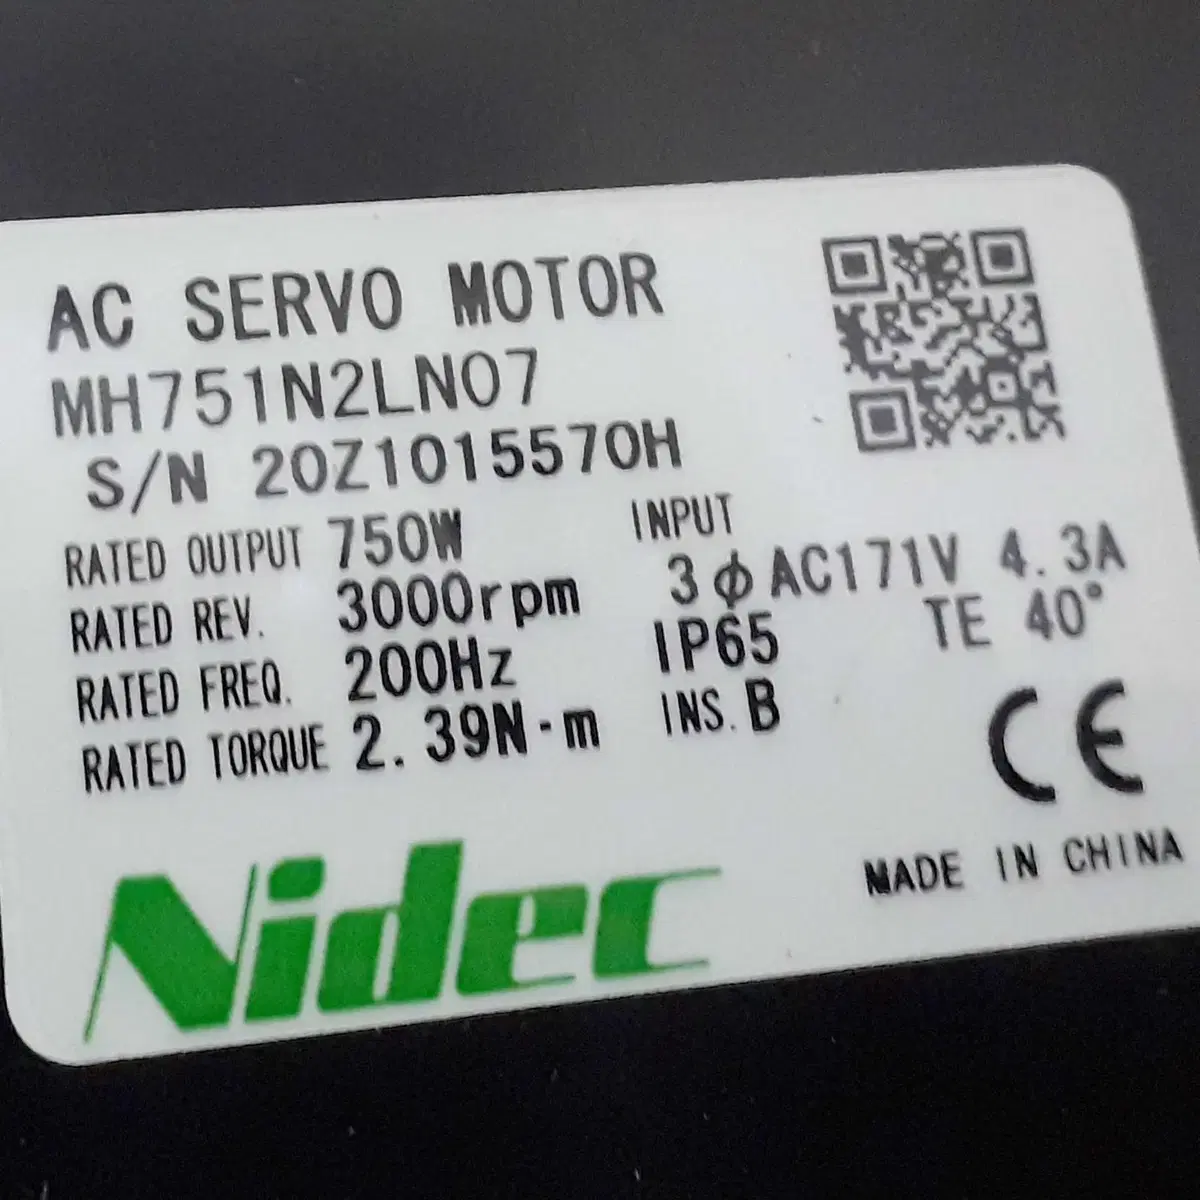 AC SERVO MOTOR
MH751N2LN07
S/N 20Z1015570H
RATED OUTPUT 750W
RATED REV. 3000rpm
RATED FREQ. 200Hz
RATED TORQUE 2.39N·m
INPUT
3φAC171V 4.3A
IP65 TE 40°
INS. B
CE
MADE IN CHINA
Nidec